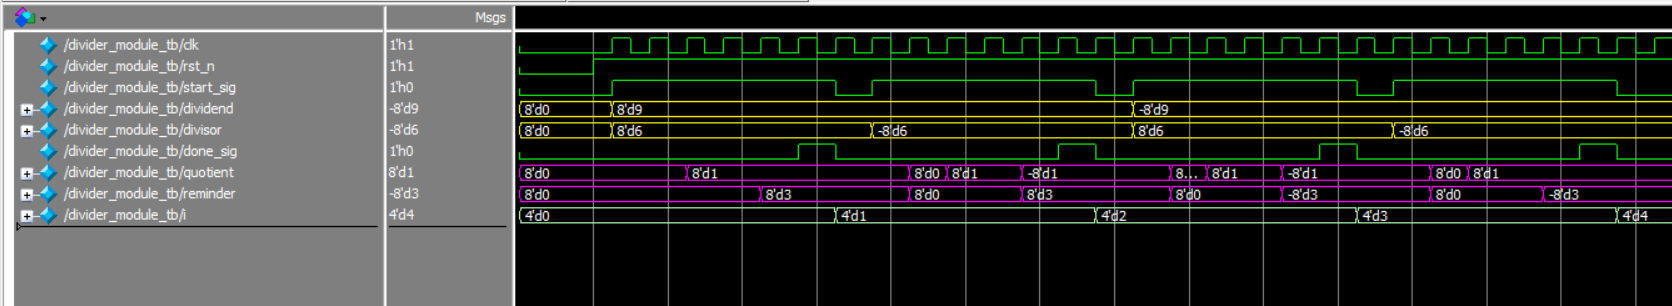 Msgs
/divider_module_tb/clk 1'h1
/divider_module_tb/rst_n 1'h1
/divider_module_tb/start_sig 1'h0
/divider_module_tb/dividend -8'd9 8'd0 8'd9 -8'd9
/divider_module_tb/divisor -8'd6 8'd0 8'd6 -8'd6 8'd6 -8'd6
/divider_module_tb/done_sig 1'h0
/divider_module_tb/quotient 8'd1 8'd0 8'd1 8'd0 8'd1 -8'd1 8... 8'd1 -8'd1 8'd0 8'd1
/divider_module_tb/reminder -8'd3 8'd0 8'd3 8'd0 8'd3 8'd0 -8'd3 8'd0 -8'd3
/divider_module_tb/i 4'd4 4'd0 4'd1 4'd2 4'd3 4'd4